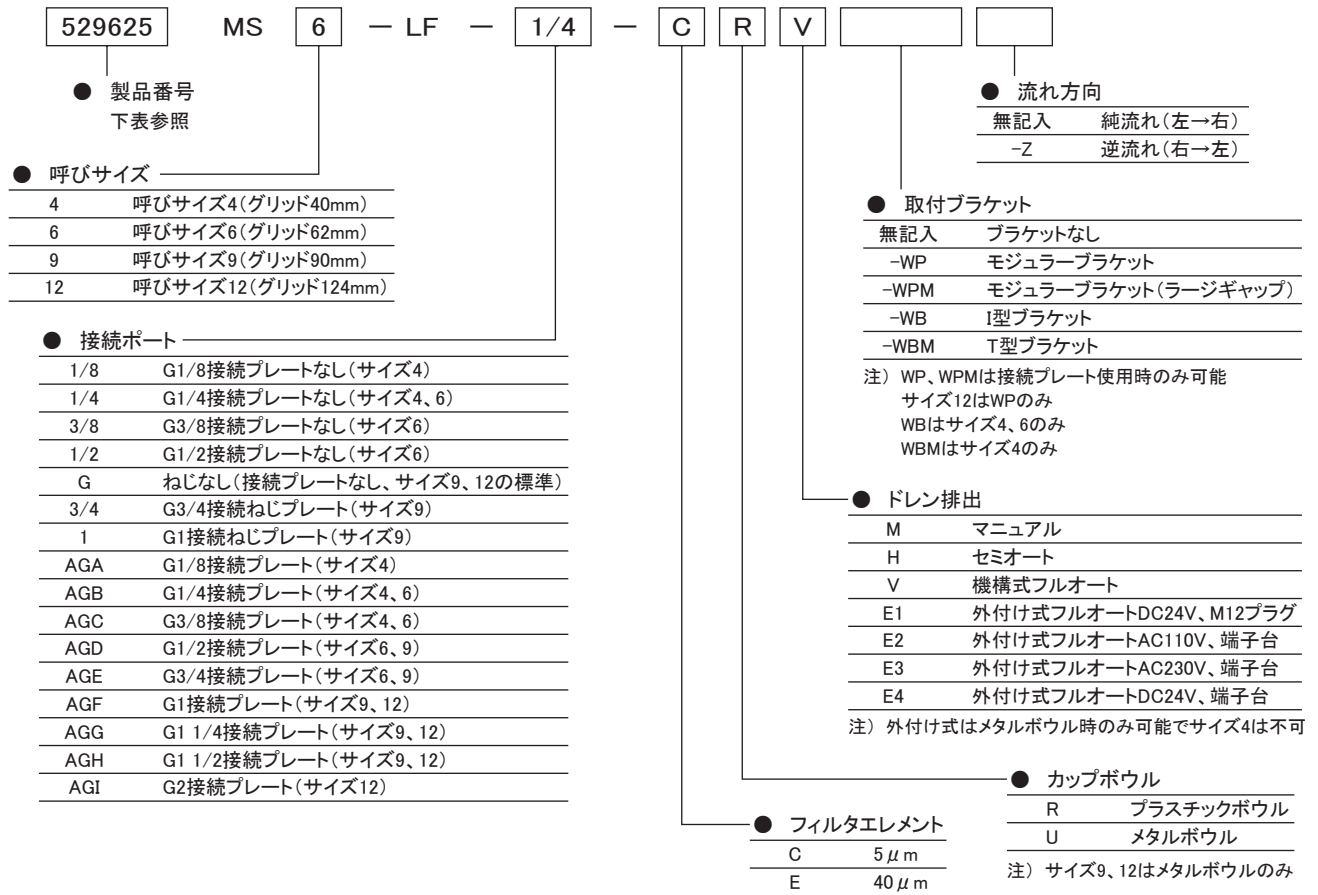 529625 MS 6 － LF － 1/4 － C R V
● 製品番号
下表参照
● 呼びサイズ
4 呼びサイズ4（グリッド40mm）
6 呼びサイズ6（グリッド62mm）
9 呼びサイズ9（グリッド90mm）
12 呼びサイズ12（グリッド124mm）
● 接続ポート
1/8 G1/8接続プレートなし（サイズ4）
1/4 G1/4接続プレートなし（サイズ4、6）
3/8 G3/8接続プレートなし（サイズ6）
1/2 G1/2接続プレートなし（サイズ6）
G ねじなし（接続プレートなし、サイズ9、12の標準）
3/4 G3/4接続ねじプレート（サイズ9）
1 G1接続ねじプレート（サイズ9）
AGA G1/8接続プレート（サイズ4）
AGB G1/4接続プレート（サイズ4、6）
AGC G3/8接続プレート（サイズ4、6）
AGD G1/2接続プレート（サイズ6、9）
AGE G3/4接続プレート（サイズ6、9）
AGF G1接続プレート（サイズ9、12）
AGG G1 1/4接続プレート（サイズ9、12）
AGH G1 1/2接続プレート（サイズ9、12）
AGI G2接続プレート（サイズ12）
● 流れ方向
無記入 純流れ（左→右）
-Z 逆流れ（右→左）
● 取付ブラケット
無記入 ブラケットなし
-WP モジュラーブラケット
-WPM モジュラーブラケット（ラージギャップ）
-WB I型ブラケット
-WBM T型ブラケット
注） WP、WPMは接続プレート使用時のみ可能
サイズ12はWPのみ
WBはサイズ4、6のみ
WBMはサイズ4のみ
● ドレン排出
M マニュアル
H セミオート
V 機構式フルオート
E1 外付け式フルオートDC24V、M12プラグ
E2 外付け式フルオートAC110V、端子台
E3 外付け式フルオートAC230V、端子台
E4 外付け式フルオートDC24V、端子台
注） 外付け式はメタルボウル時のみ可能でサイズ4は不可
● カップボウル
R プラスチックボウル
U メタルボウル
注） サイズ9、12はメタルボウルのみ
● フィルタエレメント
C 5μm
E 40μm